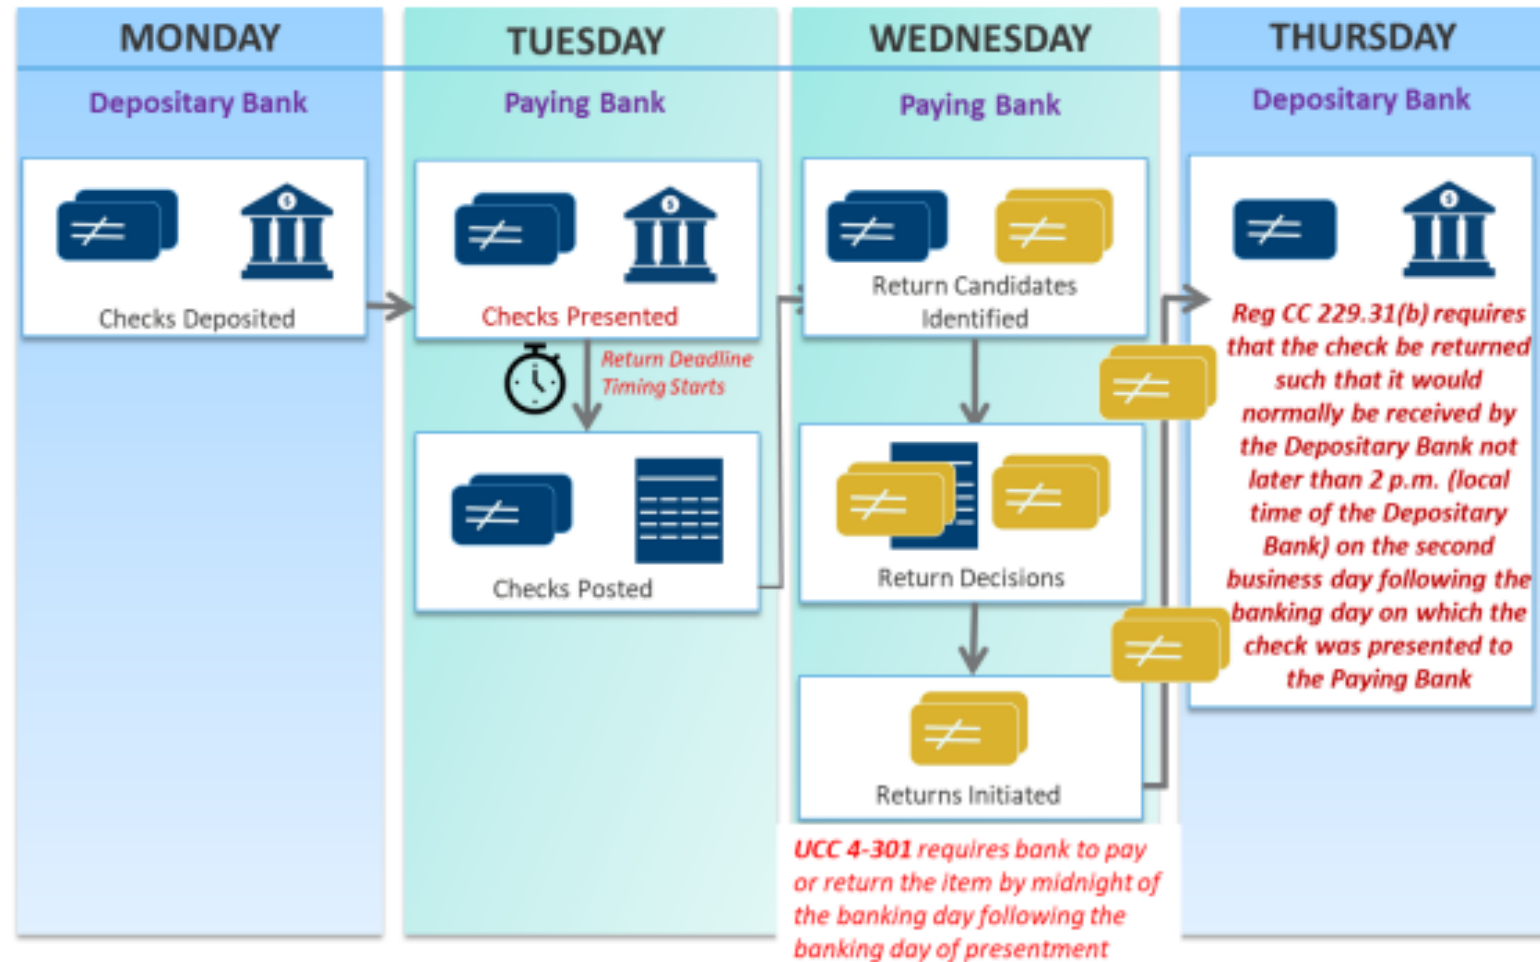 MONDAY
Depositary Bank
Checks Deposited
TUESDAY
Paying Bank
Checks Presented
Return Deadline
Timing Starts
Checks Posted
WEDNESDAY
Paying Bank
Return Candidates
Identified
Return Decisions
Returns Initiated
UCC 4-301 requires bank to pay
or return the item by midnight of
the banking day following the
banking day of presentment
THURSDAY
Depositary Bank
Reg CC 229.31(b) requires
that the check be returned
such that it would
normally be received by
the Depositary Bank not
later than 2 p.m. (local
time of the Depositary
Bank) on the second
business day following the
banking day on which the
check was presented to
the Paying Bank